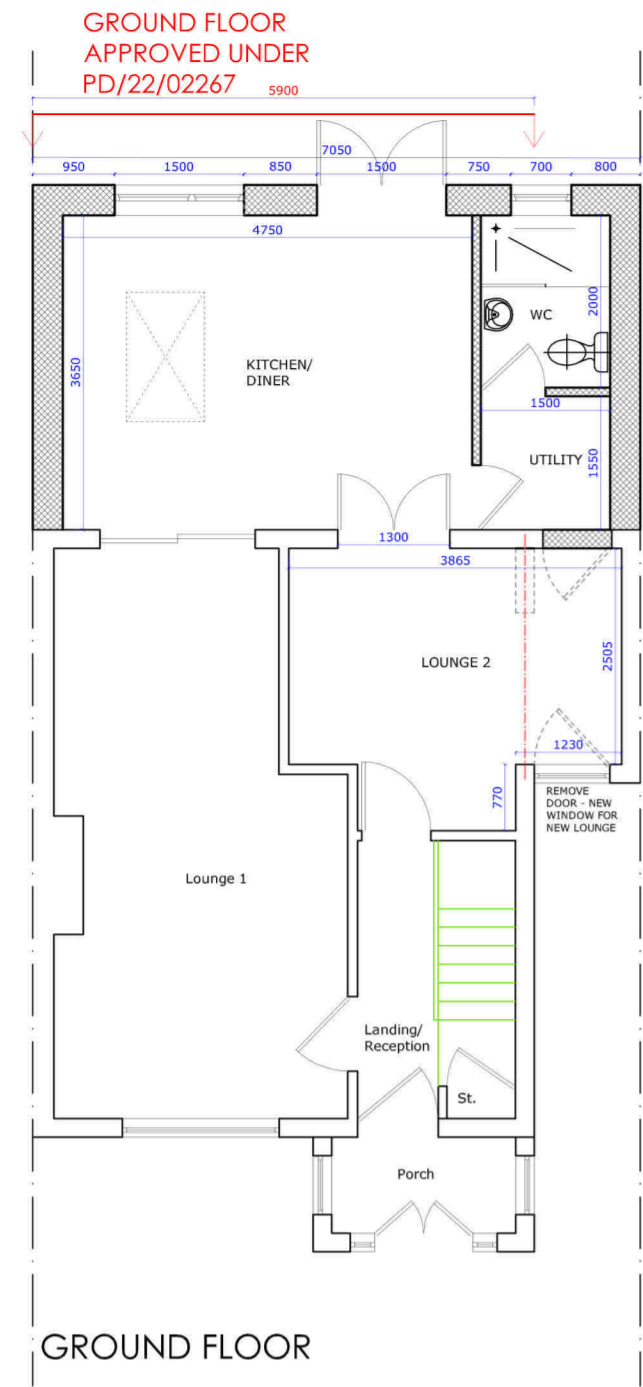 GROUND FLOOR
APPROVED UNDER
PD/22/02267
5900
7050
950
1500
850
1500
750
700
800
4750
3650
2000
WC
KITCHEN/
DINER
1500
UTILITY
1550
1300
3865
LOUNGE 2
2505
1230
770
REMOVE
DOOR - NEW
WINDOW FOR
NEW LOUNGE
Lounge 1
Landing/
Reception
St.
Porch
GROUND FLOOR